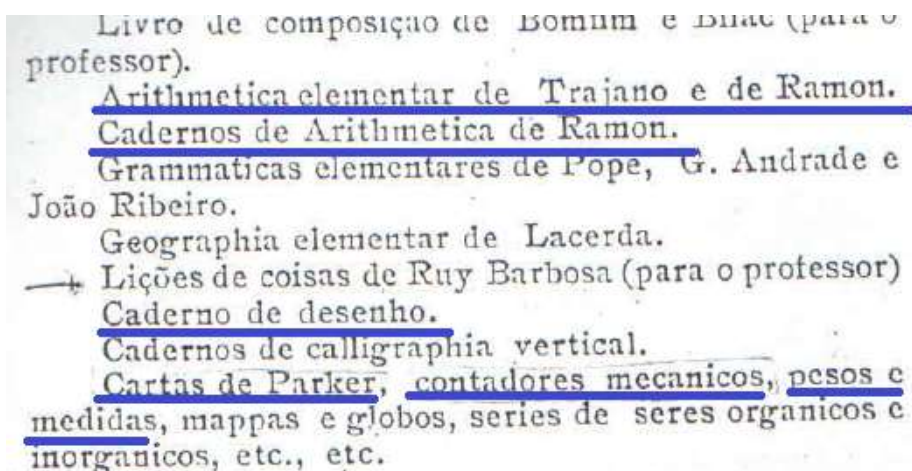 Livro de composição de Bomfim e Bilac (para o
professor).
Arithmetica elementar de Trajano e de Ramon.
Cadernos de Arithmetica de Ramon.
Grammaticas elementares de Pope, G. Andrade e
João Ribeiro.
Geographia elementar de Lacerda.
Lições de coisas de Ruy Barbosa (para o professor)
Caderno de desenho.
Cadernos de calligraphia vertical.
Cartas de Parker, contadores mecanicos, pesos e
medidas, mappas e globos, series de seres organicos e
inorganicos, etc., etc.